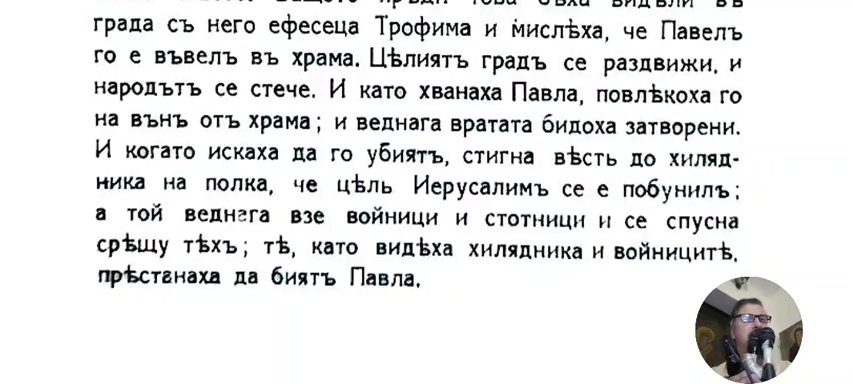 града съ него ефесеца Трофима и мислѣха, че Павелъ
го е въвелъ въ храма. Цѣлиятъ градъ се раздвижи, и
народътъ се стече. И като хванаха Павла, повлѣкоха го
на вънъ отъ храма; и веднага вратата бидоха затворени.
И когато искаха да го убиятъ, стигна вѣсть до хиляд-
ника на полка, че цѣль Иерусалимъ се е побунилъ;
а той веднага взе войници и стотници и се спусна
срѣщу тѣхъ; тѣ, като видѣха хилядника и войницитѣ,
прѣстанаха да биятъ Павла.